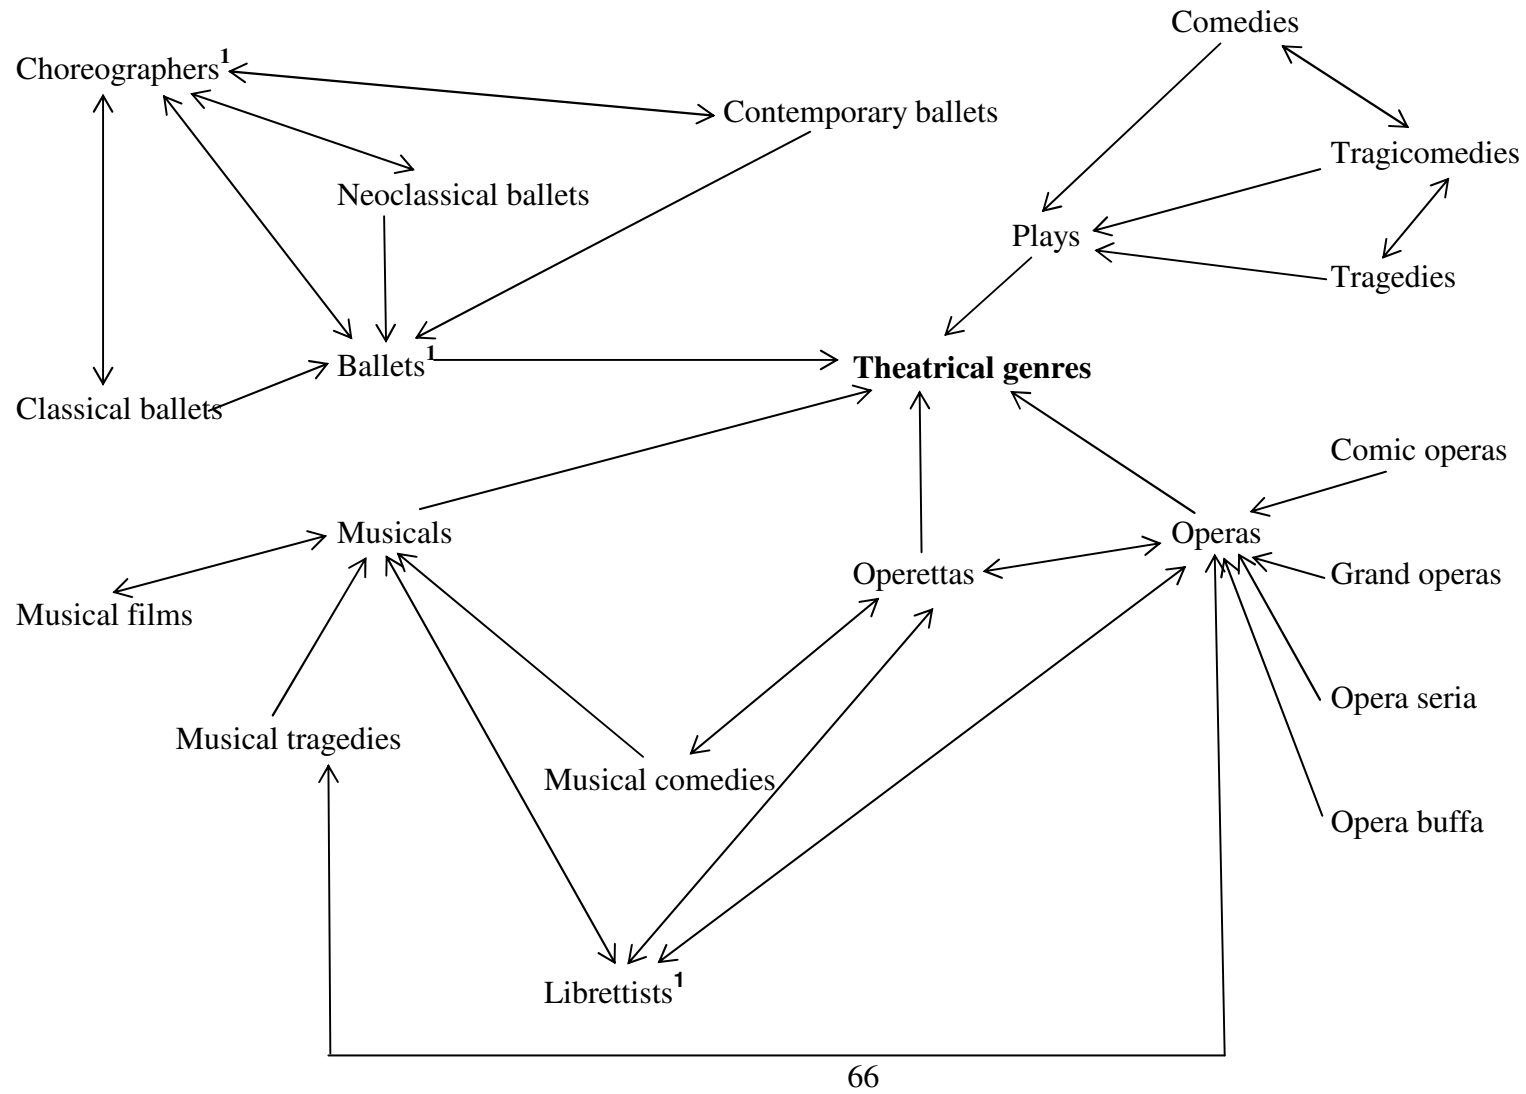 Comedies
Choreographers¹
Contemporary ballets
Tragicomedies
Neoclassical ballets
Plays
Tragedies
Ballets¹
Theatrical genres
Classical ballets
Comic operas
Musicals
Operas
Operettas
Grand operas
Musical films
Opera seria
Musical tragedies
Musical comedies
Opera buffa
Librettists¹
66